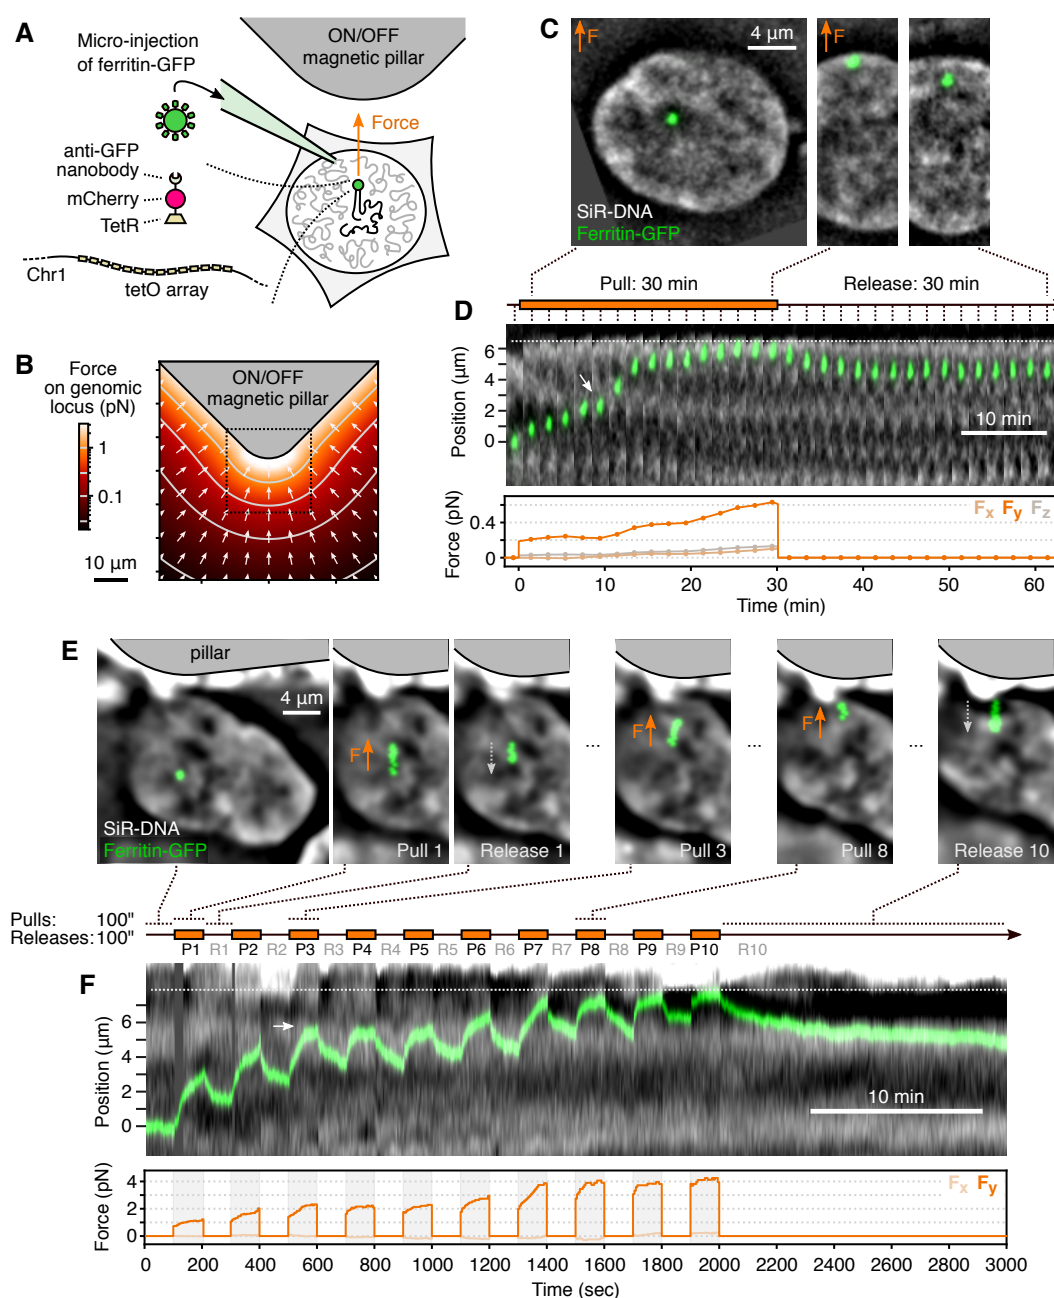 A
Micro-injection
of ferritin-GFP
ON/OFF
magnetic pillar
Force
anti-GFP
nanobody
mCherry
TetR
Chr1
tetO array
B
Force
on genomic
locus (pN)
1
0.1
10 µm
ON/OFF
magnetic pillar
C
F
4 µm
F
SiR-DNA
Ferritin-GFP
Pull: 30 min
Release: 30 min
D
Position (µm)
6
4
2
0
10 min
Force (pN)
0.4
0
Fx Fy Fz
0
10
20
30
40
50
60
Time (min)
E
pillar
4 µm
SiR-DNA
Ferritin-GFP
F
Pull 1
Release 1
...
F
Pull 3
...
F
Pull 8
...
Release 10
Pulls: 100"
Releases: 100"
P1 R1 P2 R2 P3 R3 P4 R4 P5 R5 P6 R6 P7 R7 P8 R8 P9 R9 P10 R10
F
Position (µm)
6
4
2
0
10 min
Force (pN)
4
2
0
Fx Fy
0
200
400
600
800
1000
1200
1400
1600
1800
2000
2200
2400
2600
2800
3000
Time (sec)